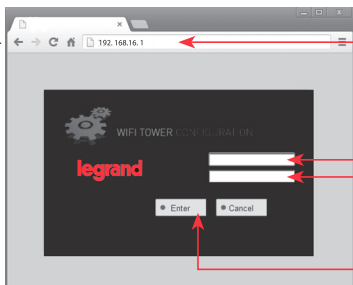 192. 168.16. 1
WIFI TOWER CONFIGURATION
legrand
Enter
Cancel